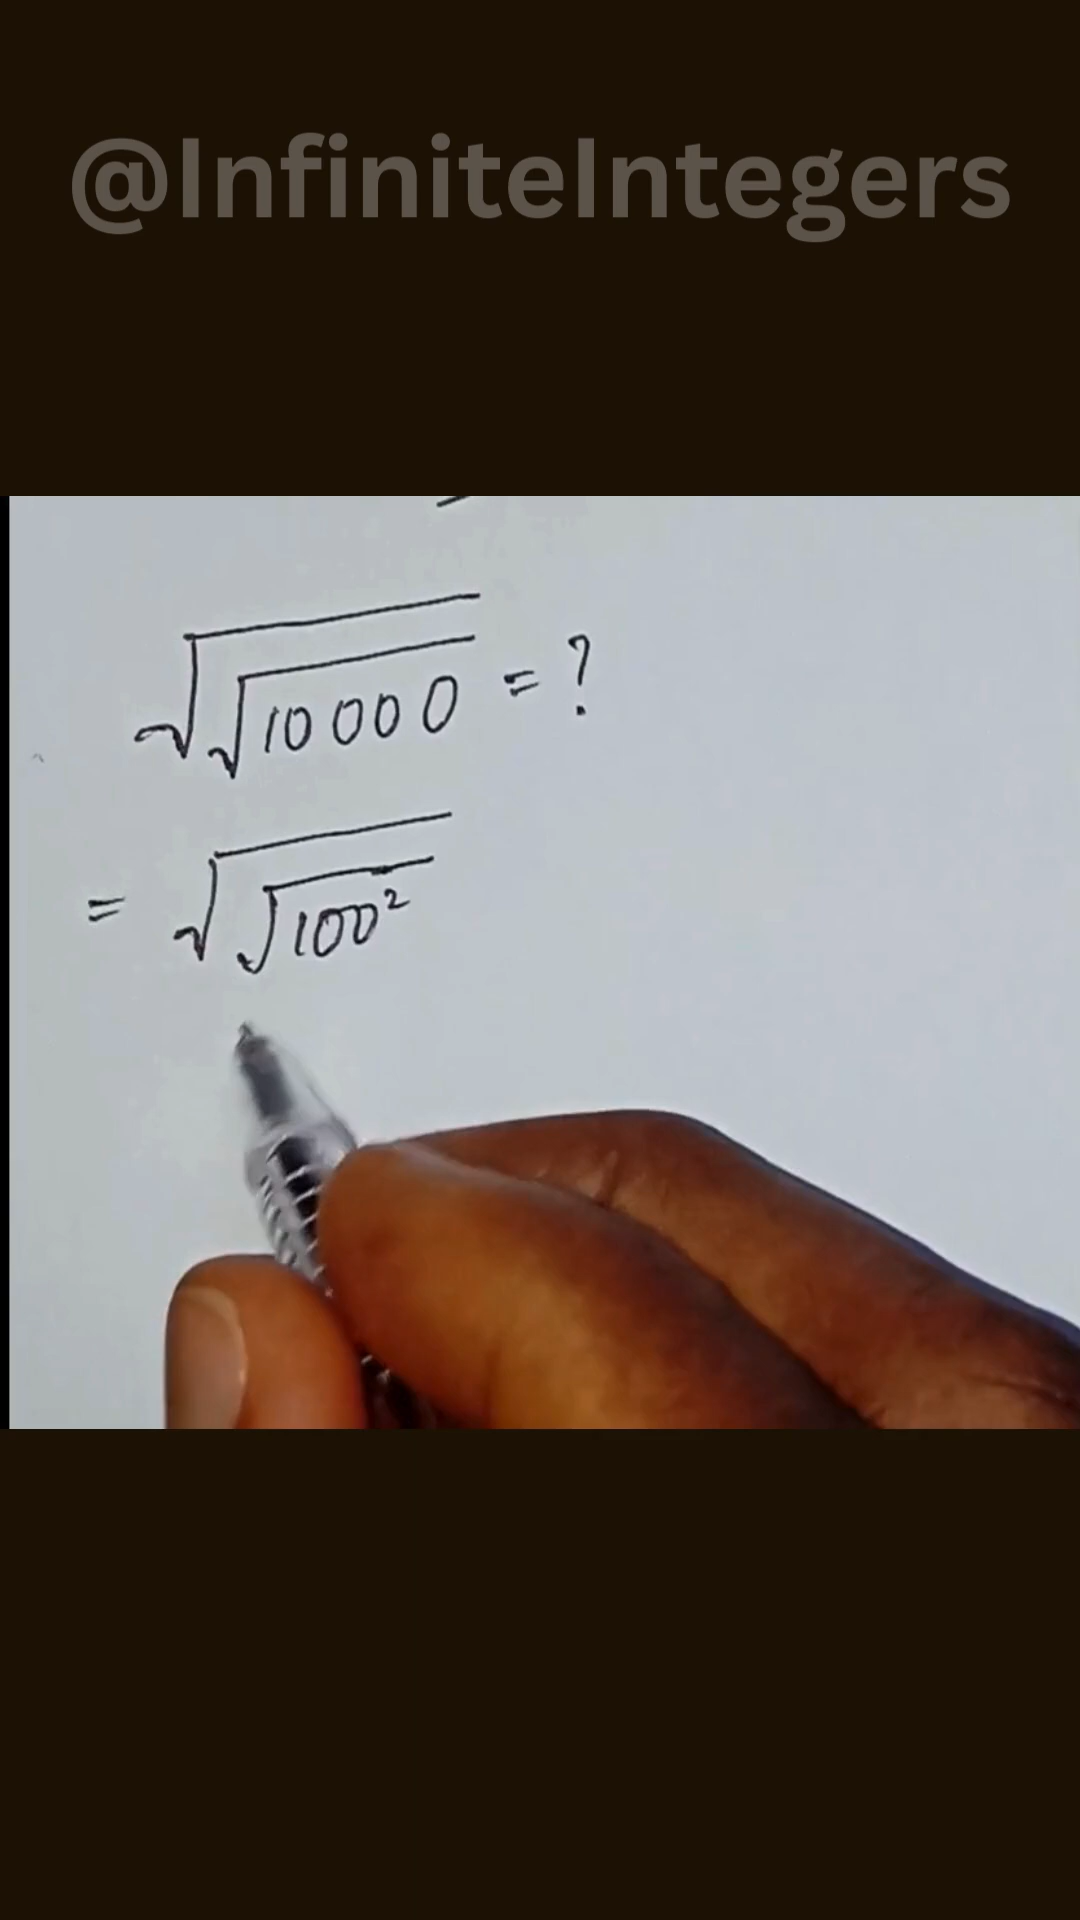 @InfiniteIntegers
√√10000 = ?
= √√100²